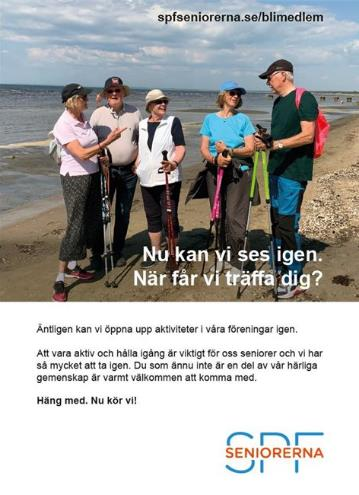 spfseniorerna.se/blimedlem
Nu kan vi ses igen.
När får vi träffa dig?
Äntligen kan vi öppna upp aktiviteter i våra föreningar igen.
Att vara aktiv och hålla igång är viktigt för oss seniorer och vi har
så mycket att ta igen. Du som ännu inte är en del av vår härliga
gemenskap är varmt välkommen att komma med.
Häng med. Nu kör vi!
SPF
SENIORERNA